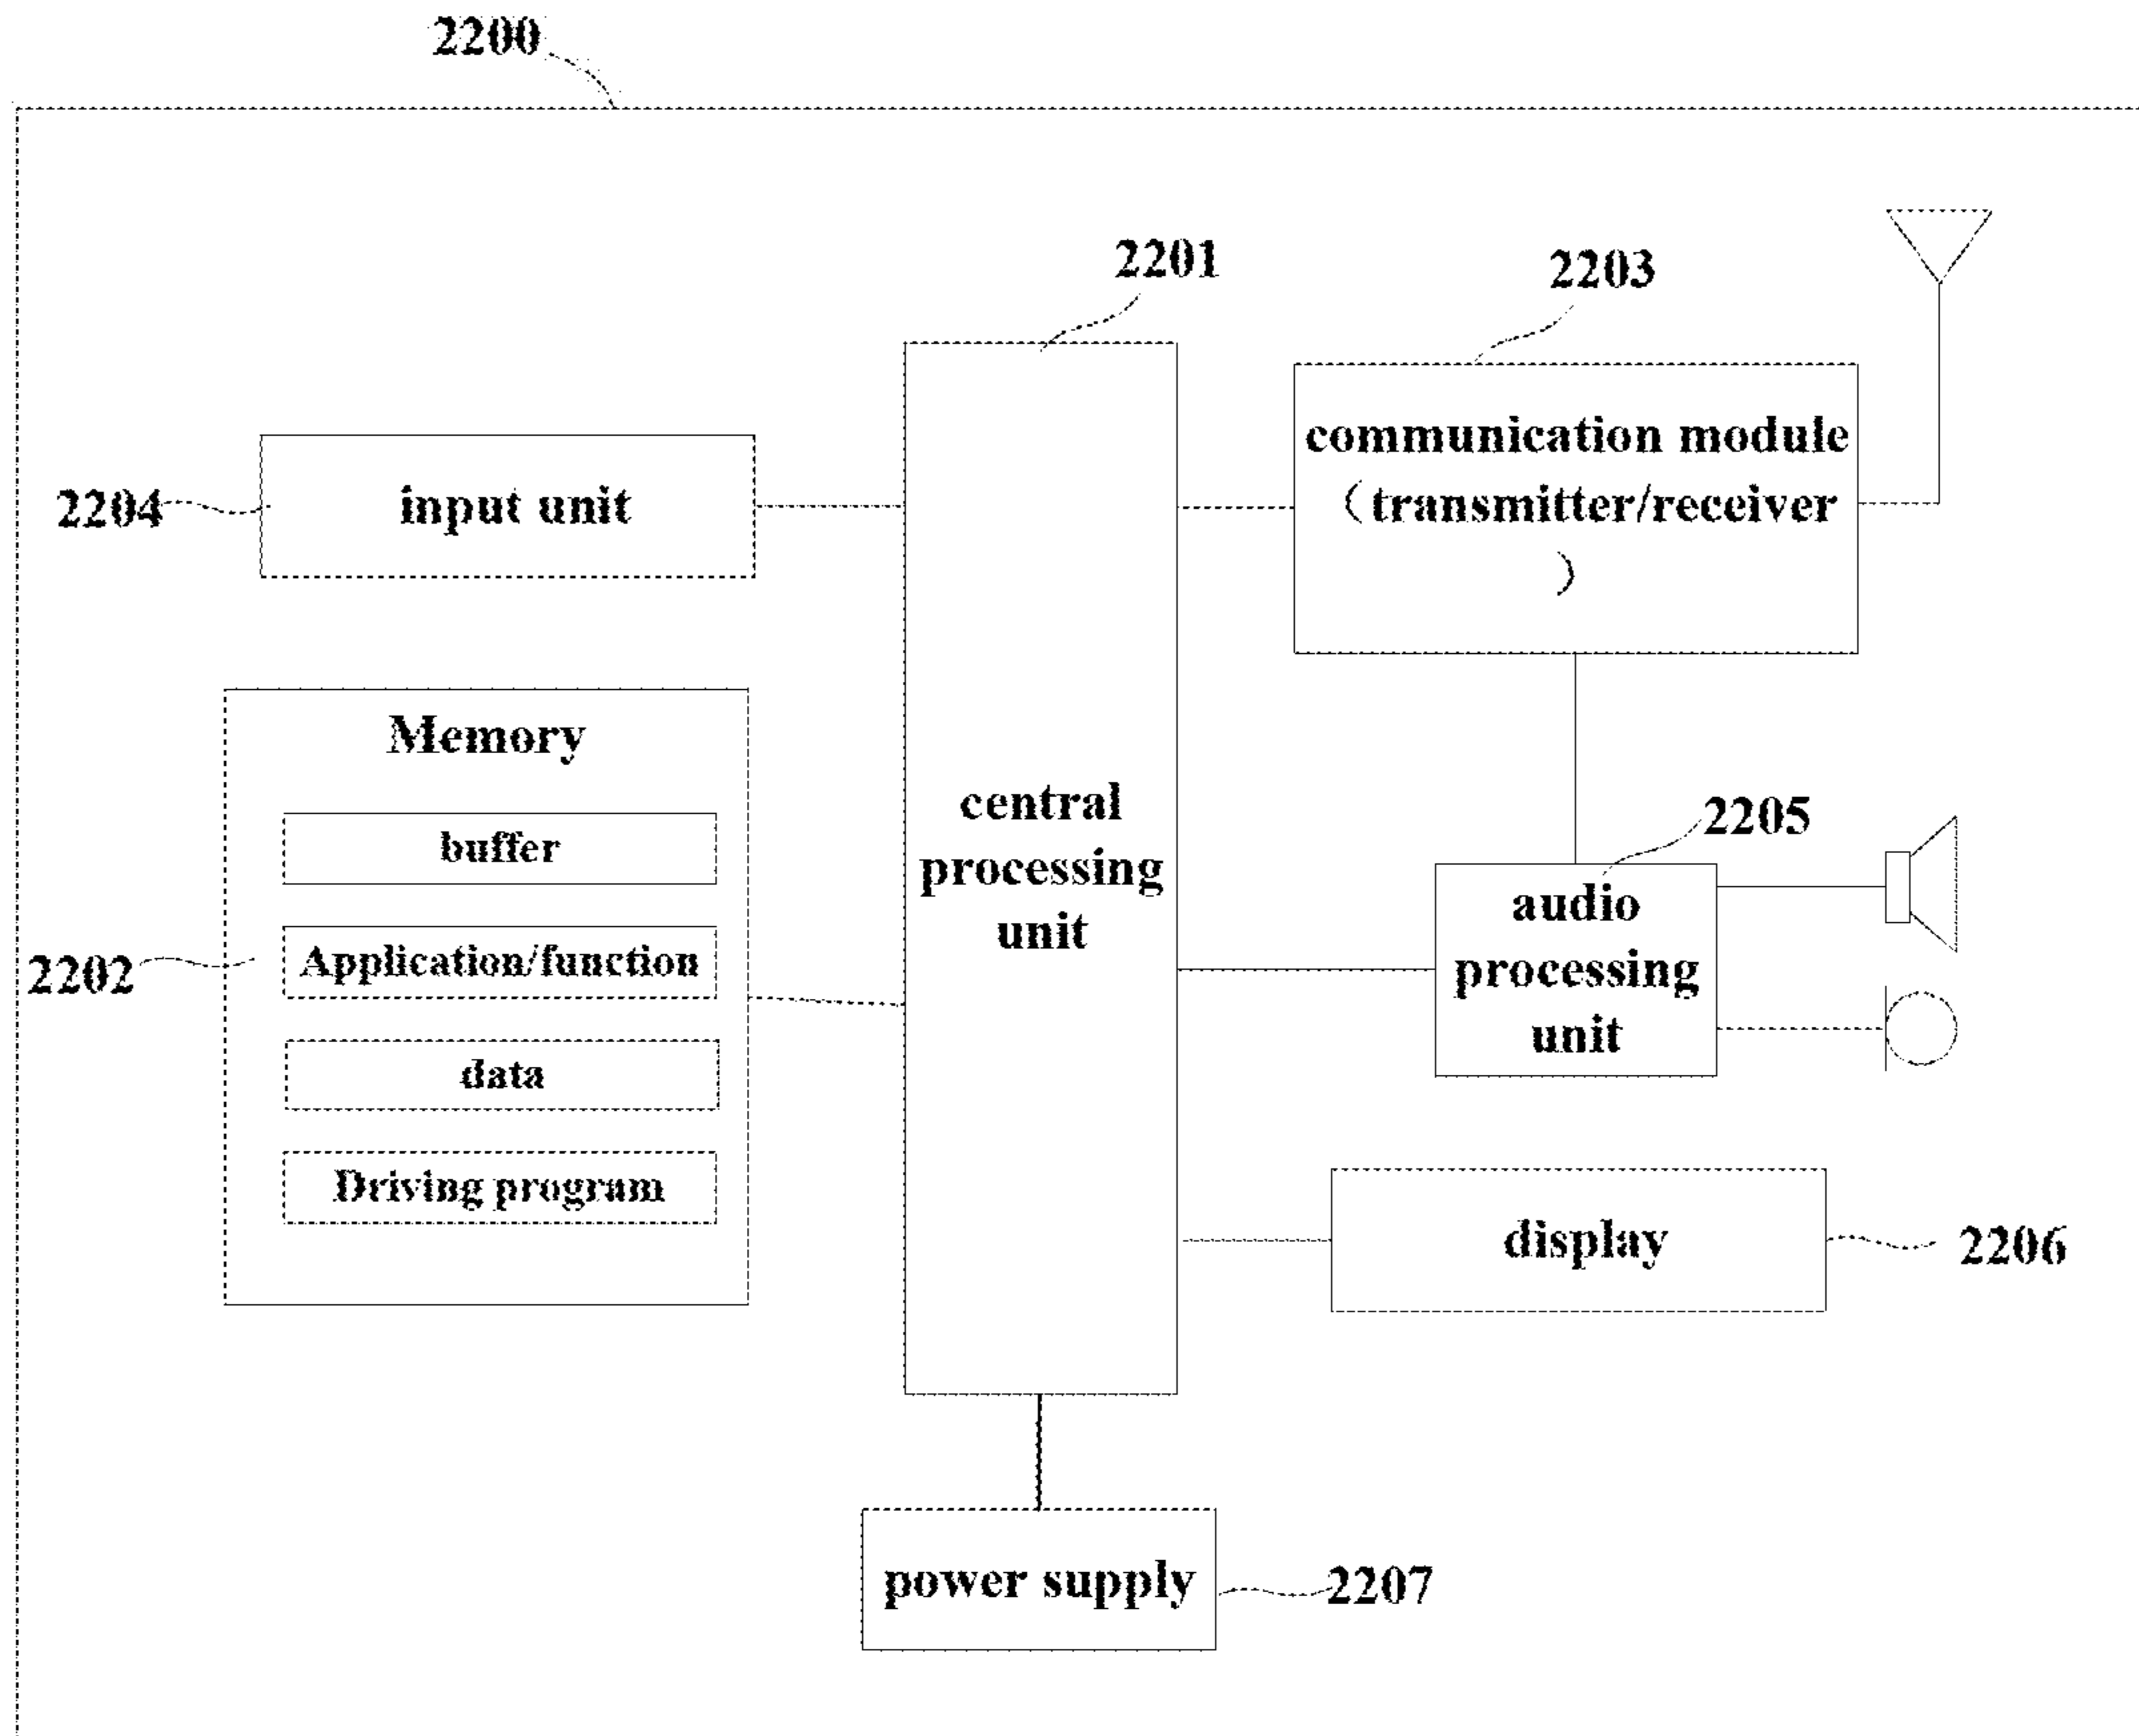 2200
2201
2203
communication module
（transmitter/receiver
）
2204
input unit
Memory
buffer
2202
Application/function
data
Driving program
central
processing
unit
2205
audio
processing
unit
display
2206
power supply
2207